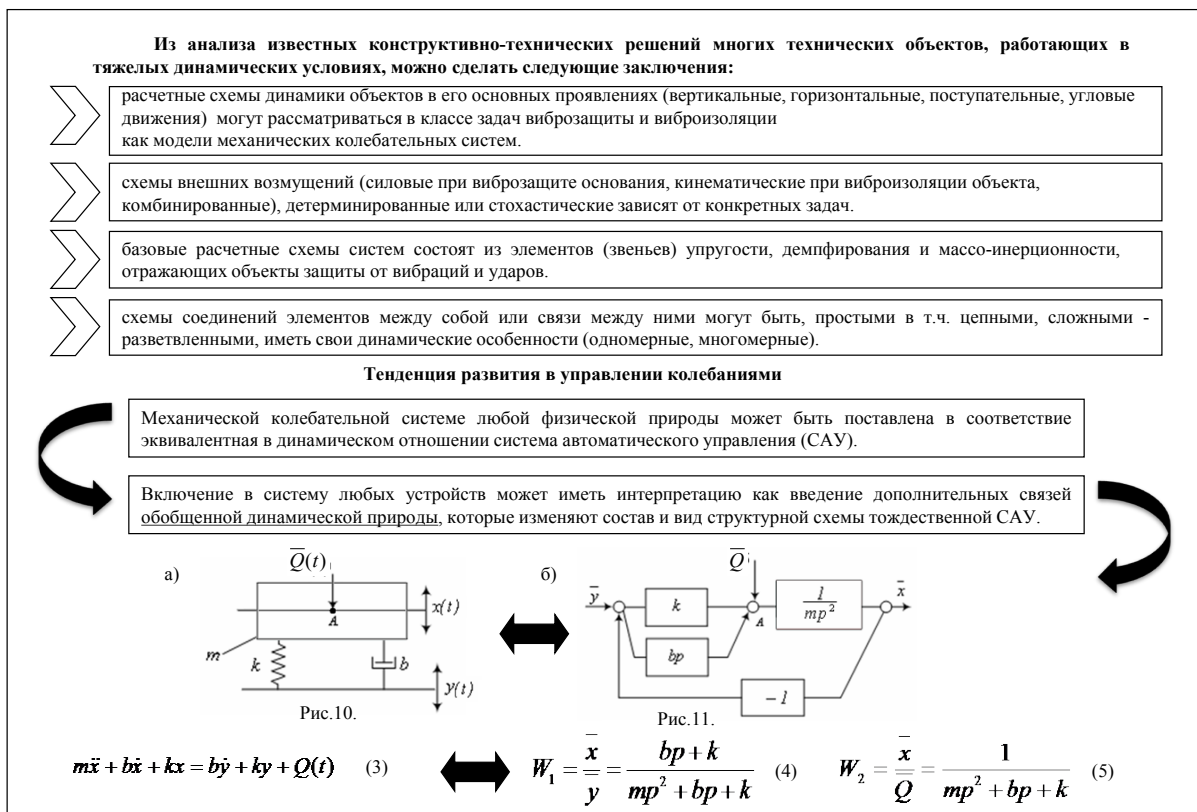 Из анализа известных конструктивно-технических решений многих технических объектов, работающих в
тяжелых динамических условиях, можно сделать следующие заключения:
расчетные схемы динамики объектов в его основных проявлениях (вертикальные, горизонтальные, поступательные, угловые
движения) могут рассматриваться в классе задач виброзащиты и виброизоляции
как модели механических колебательных систем.
схемы внешних возмущений (силовые при виброзащите основания, кинематические при виброизоляции объекта,
комбинированные), детерминированные или стохастические зависят от конкретных задач.
базовые расчетные схемы систем состоят из элементов (звеньев) упругости, демпфирования и массо-инерционности,
отражающих объекты защиты от вибраций и ударов.
схемы соединений элементов между собой или связи между ними могут быть, простыми в т.ч. цепными, сложными -
разветвленными, иметь свои динамические особенности (одномерные, многомерные).
Тенденция развития в управлении колебаниями
Механической колебательной системе любой физической природы может быть поставлена в соответствие
эквивалентная в динамическом отношении система автоматического управления (САУ).
Включение в систему любых устройств может иметь интерпретацию как введение дополнительных связей
обобщенной динамической природы, которые изменяют состав и вид структурной схемы тождественной САУ.
а)
Q̅(t)
A
x(t)
m
k
b
y(t)
Рис.10.
б)
Q̅
y̅
k
A
1/mp²
x̅
bp
– 1
Рис.11.
mẍ + bẋ + kx = bẏ + ky + Q(t) (3)
W₁ = x̅/y̅ = (bp + k)/(mp² + bp + k) (4)
W₂ = x̅/Q̅ = 1/(mp² + bp + k) (5)